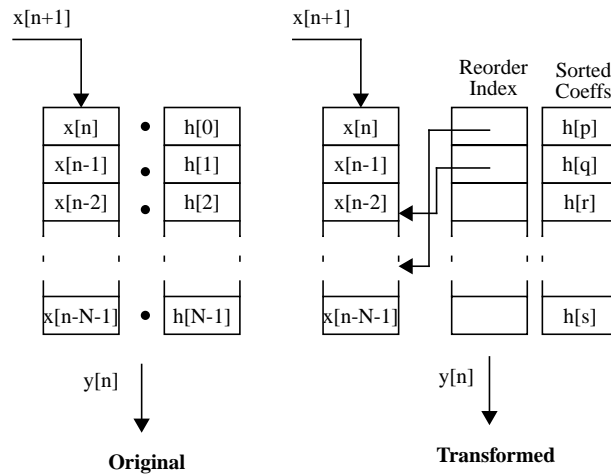 x[n+1]
x[n]
h[0]
x[n-1]
h[1]
x[n-2]
h[2]
x[n-N-1]
h[N-1]
y[n]
Original
x[n+1]
Reorder
Index
Sorted
Coeffs
x[n]
h[p]
x[n-1]
h[q]
x[n-2]
h[r]
x[n-N-1]
h[s]
y[n]
Transformed